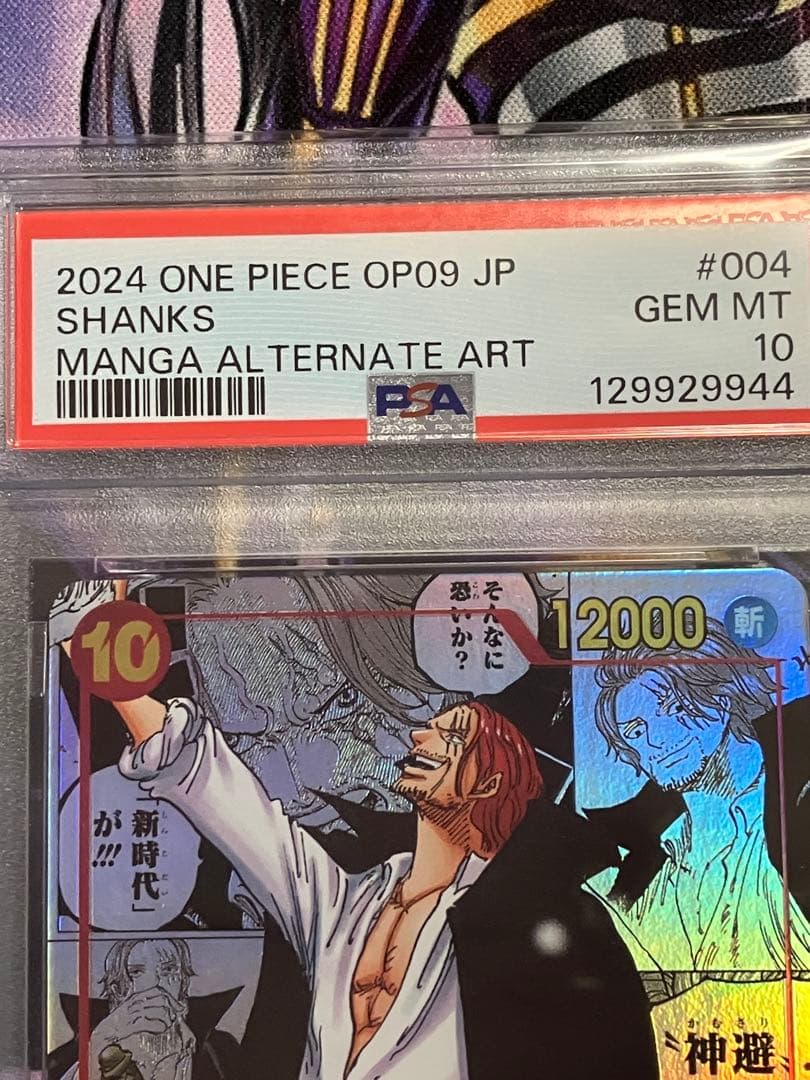 2024 ONE PIECE OP09 JP #004
SHANKS GEM MT
MANGA ALTERNATE ART 10
PSA 129929944
10
12000
斬
そんなに
恐いか?
「新時代」
が!!!
〝神避